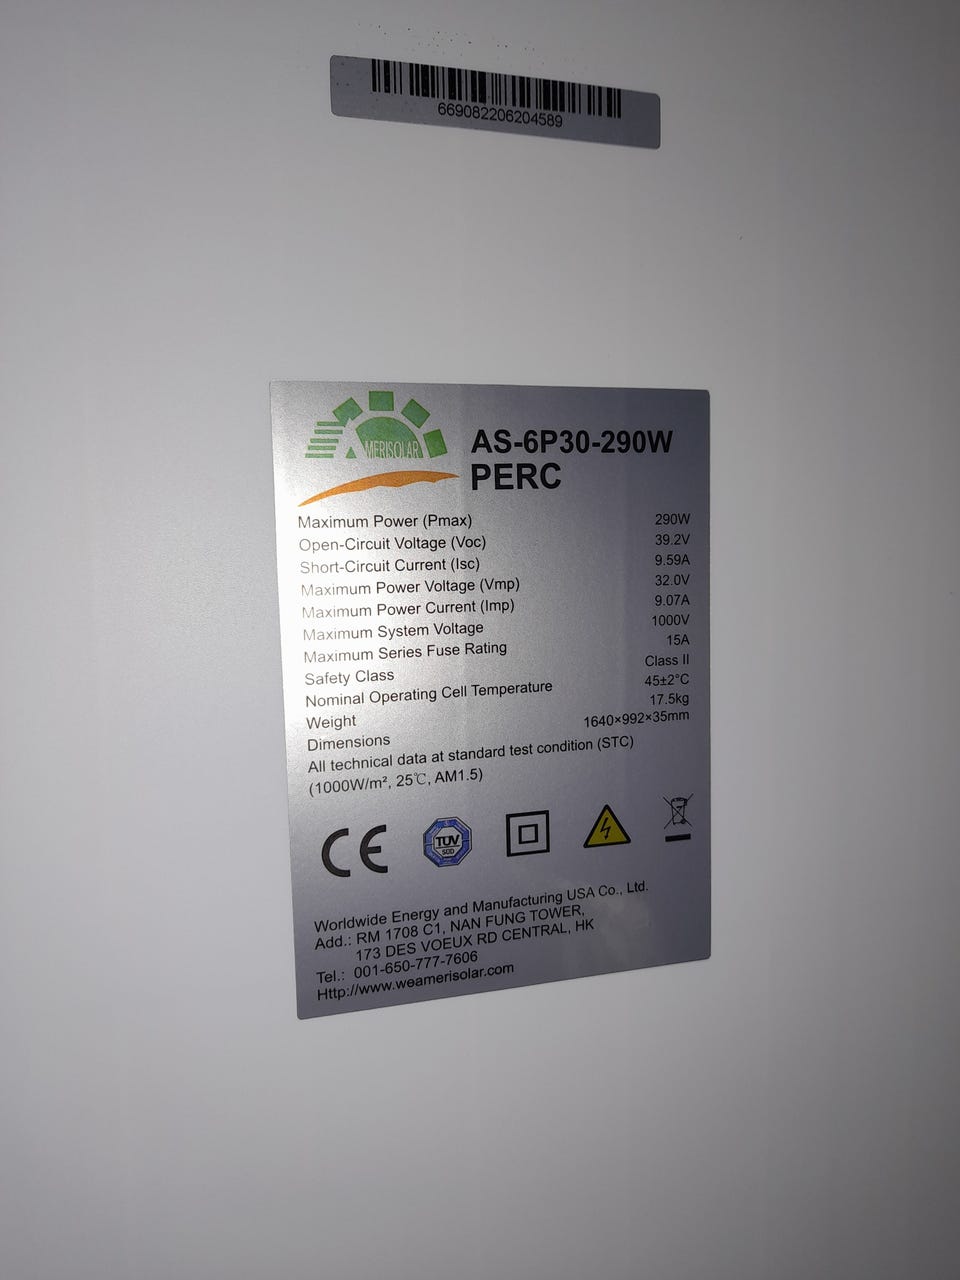 669082206204589
AMERISOLAR
AS-6P30-290W
PERC
Maximum Power (Pmax) 290W
Open-Circuit Voltage (Voc) 39.2V
Short-Circuit Current (Isc) 9.59A
Maximum Power Voltage (Vmp) 32.0V
Maximum Power Current (Imp) 9.07A
Maximum System Voltage 1000V
Maximum Series Fuse Rating 15A
Safety Class Class II
Nominal Operating Cell Temperature 45±2°C
Weight 17.5kg
Dimensions 1640×992×35mm
All technical data at standard test condition (STC)
(1000W/m², 25℃, AM1.5)
CE
TÜV
SÜD
Worldwide Energy and Manufacturing USA Co., Ltd.
Add.: RM 1708 C1, NAN FUNG TOWER,
173 DES VOEUX RD CENTRAL, HK
Tel.: 001-650-777-7606
Http://www.weamerisolar.com